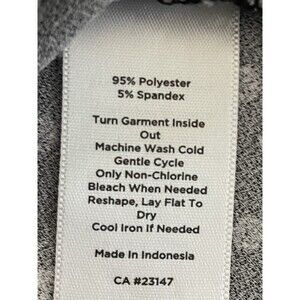 95% Polyester
5% Spandex
Turn Garment Inside
Out
Machine Wash Cold
Gentle Cycle
Only Non-Chlorine
Bleach When Needed
Reshape, Lay Flat To
Dry
Cool Iron If Needed
Made In Indonesia
CA #23147